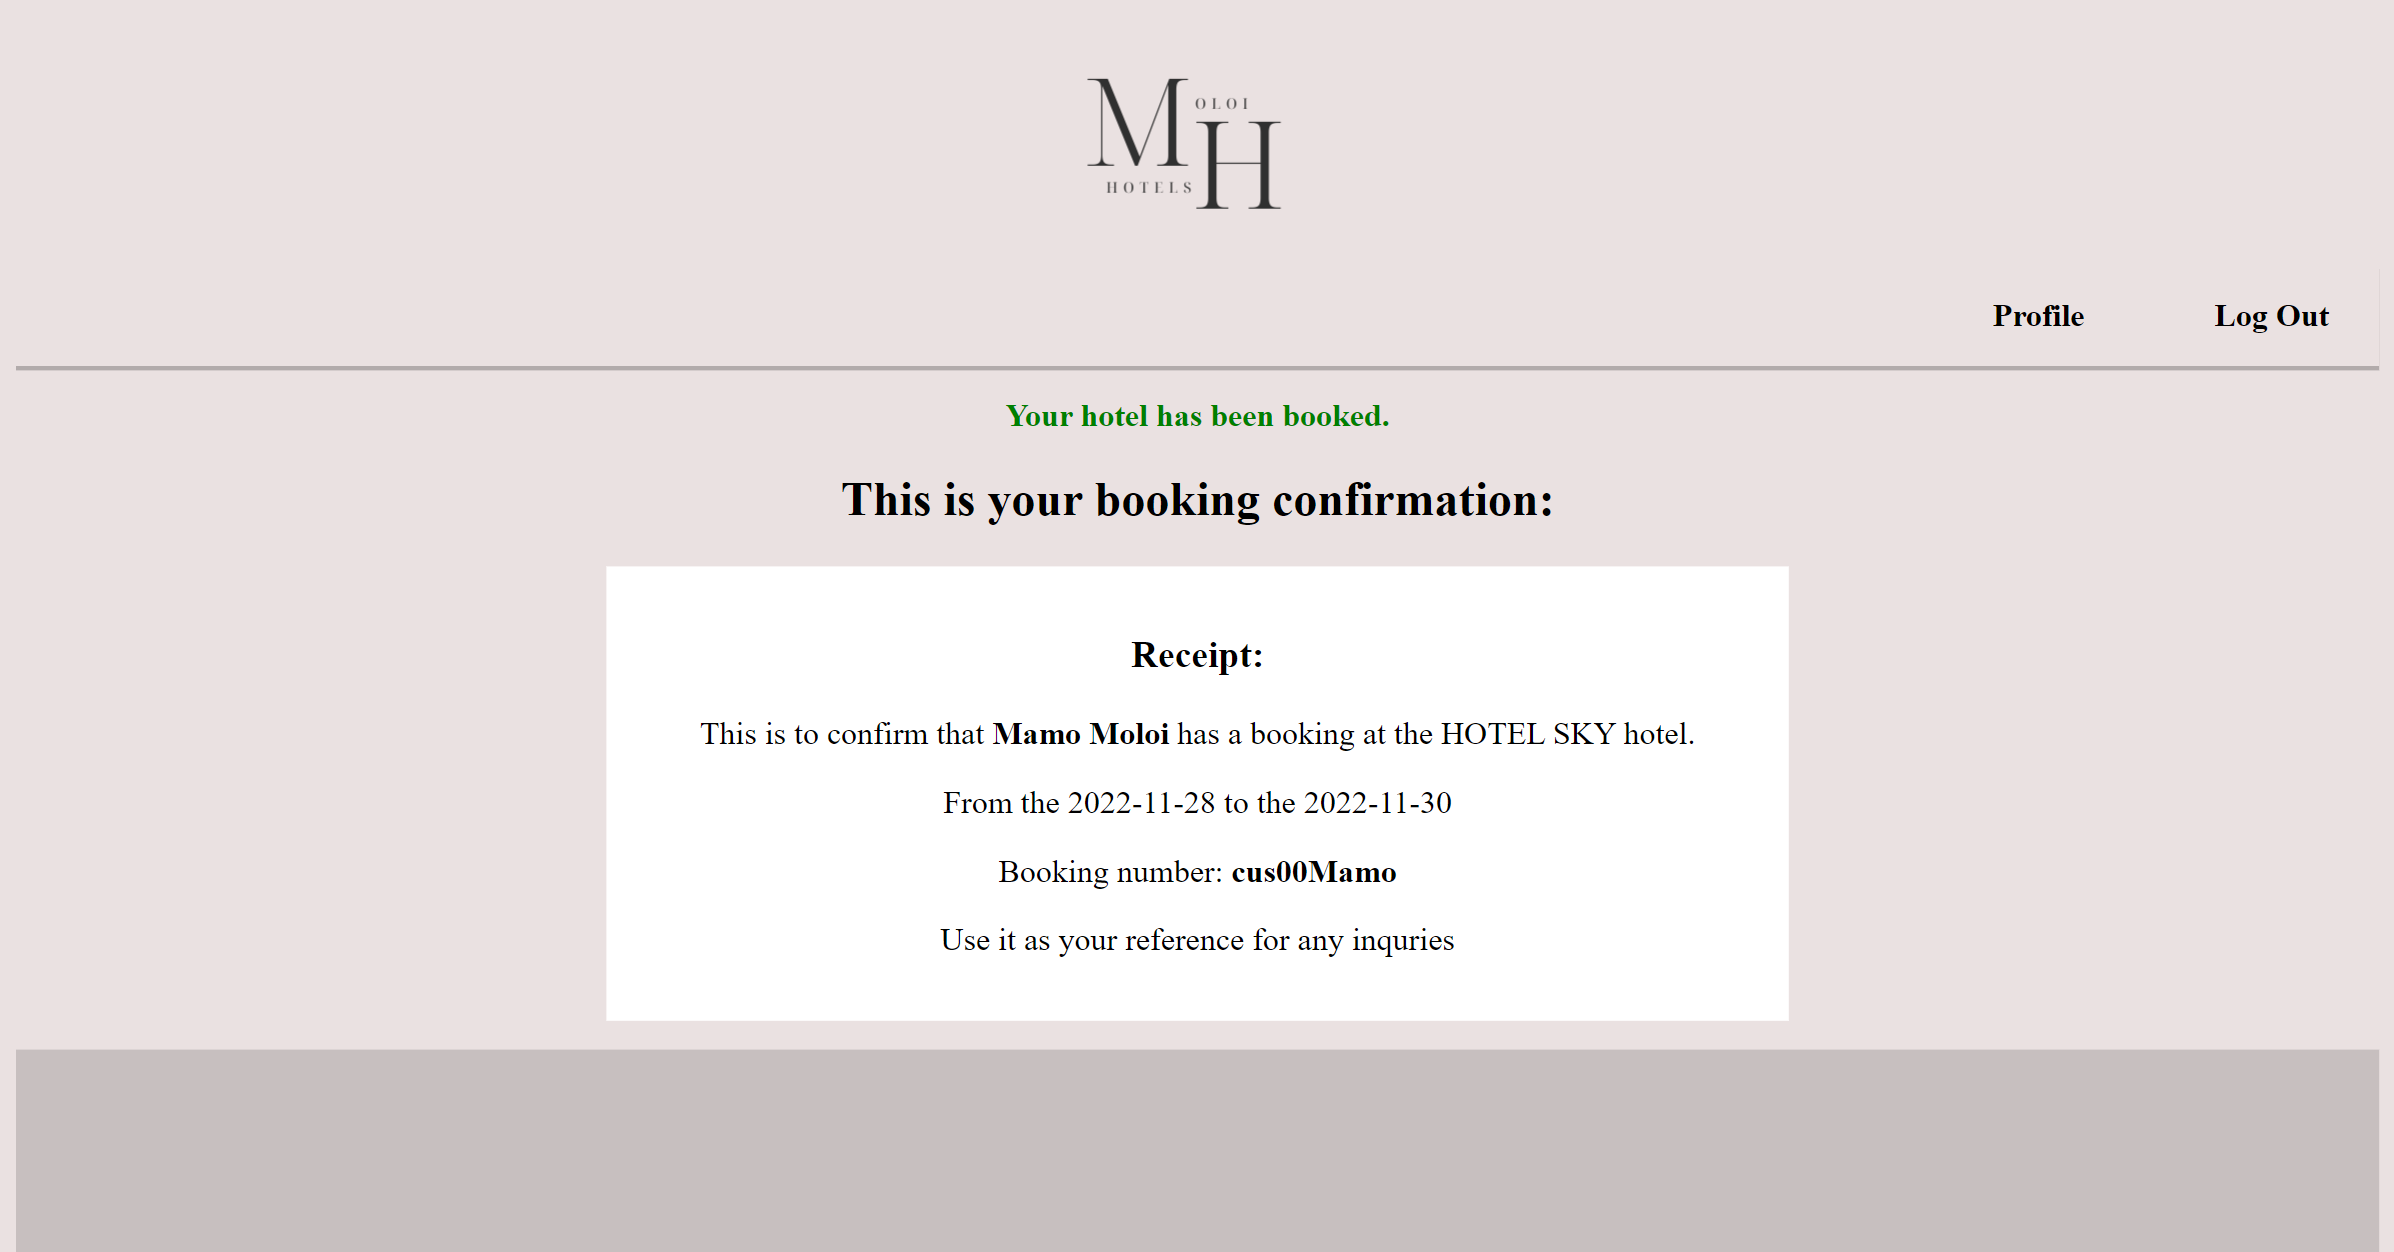 MOLOI
HOTELS H
Profile Log Out
Your hotel has been booked.
This is your booking confirmation:
Receipt:
This is to confirm that Mamo Moloi has a booking at the HOTEL SKY hotel.
From the 2022-11-28 to the 2022-11-30
Booking number: cus00Mamo
Use it as your reference for any inquries